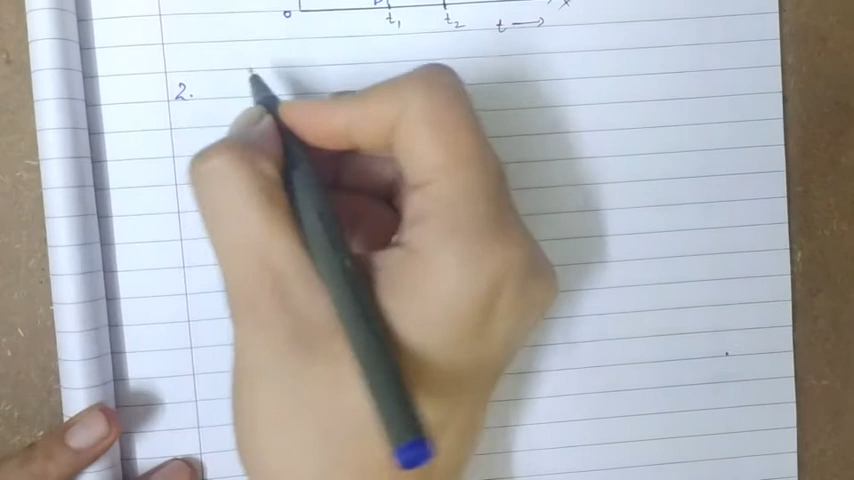 0 t₁ t₂ t → x
2.